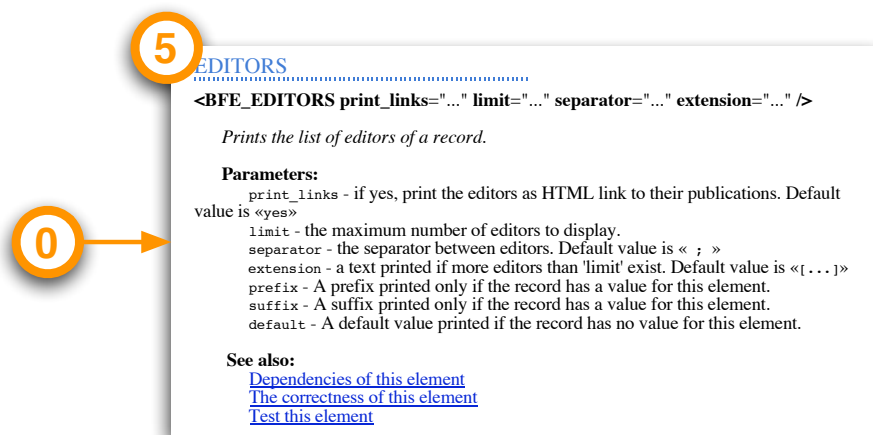 5
EDITORS
<BFE_EDITORS print_links="..." limit="..." separator="..." extension="..." />
Prints the list of editors of a record.
Parameters:
print_links - if yes, print the editors as HTML link to their publications. Default
value is «yes»
0
limit - the maximum number of editors to display.
separator - the separator between editors. Default value is « ; »
extension - a text printed if more editors than 'limit' exist. Default value is «[...]»
prefix - A prefix printed only if the record has a value for this element.
suffix - A suffix printed only if the record has a value for this element.
default - A default value printed if the record has no value for this element.
See also:
Dependencies of this element
The correctness of this element
Test this element